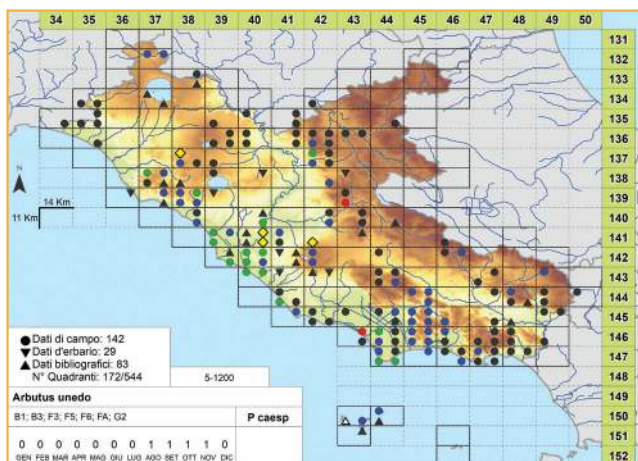 34 35 36 37 38 39 40 41 42 43 44 45 46 47 48 49 50
131
132
133
134
135
136
137
138
139
140
141
142
143
144
145
146
147
148
149
150
151
152
N
14 Km
11 Km
● Dati di campo: 142
▼ Dati d'erbario: 29
▲ Dati bibliografici: 83
N° Quadranti: 172/544
5-1200
Arbutus unedo
B1; B3; F3; F5; F6; FA; G2
P caesp
0 0 0 0 0 0 0 1 1 1 1 0
GEN FEB MAR APR MAG GIU LUG AGO SET OTT NOV DIC